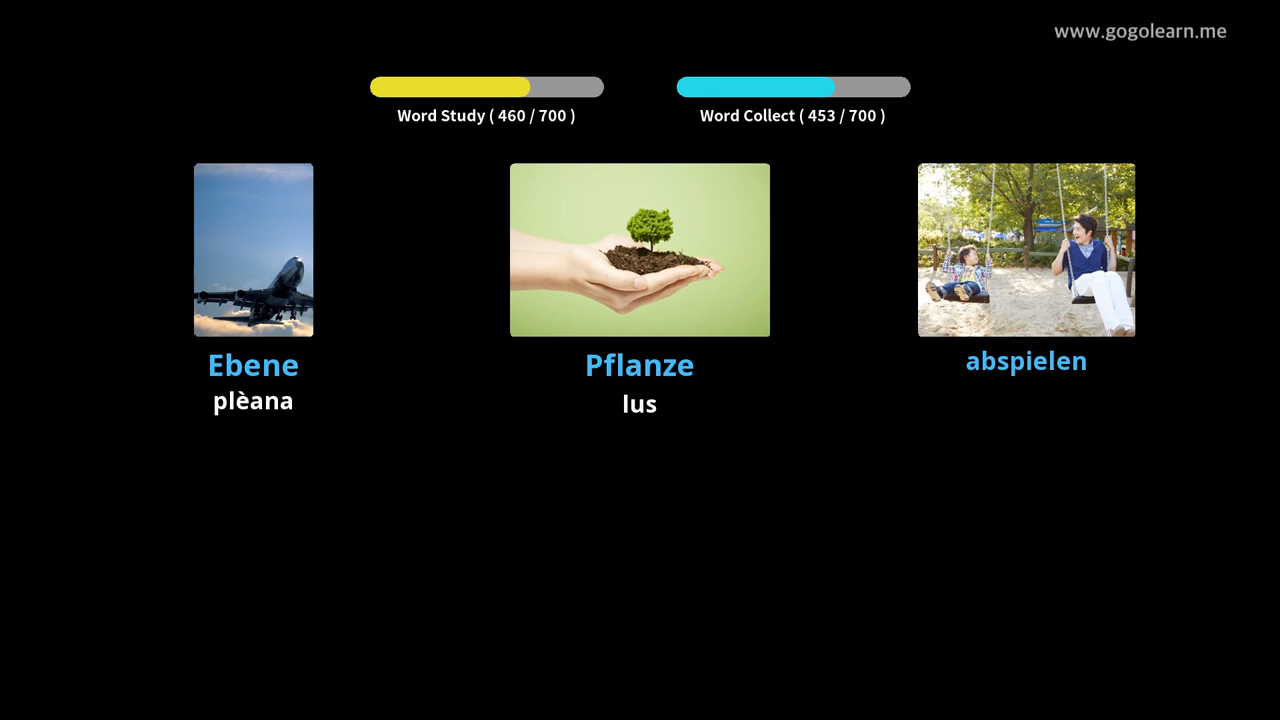 www.gogolearn.me
Word Study ( 460 / 700 )
Word Collect ( 453 / 700 )
Ebene
plèana
Pflanze
lus
abspielen